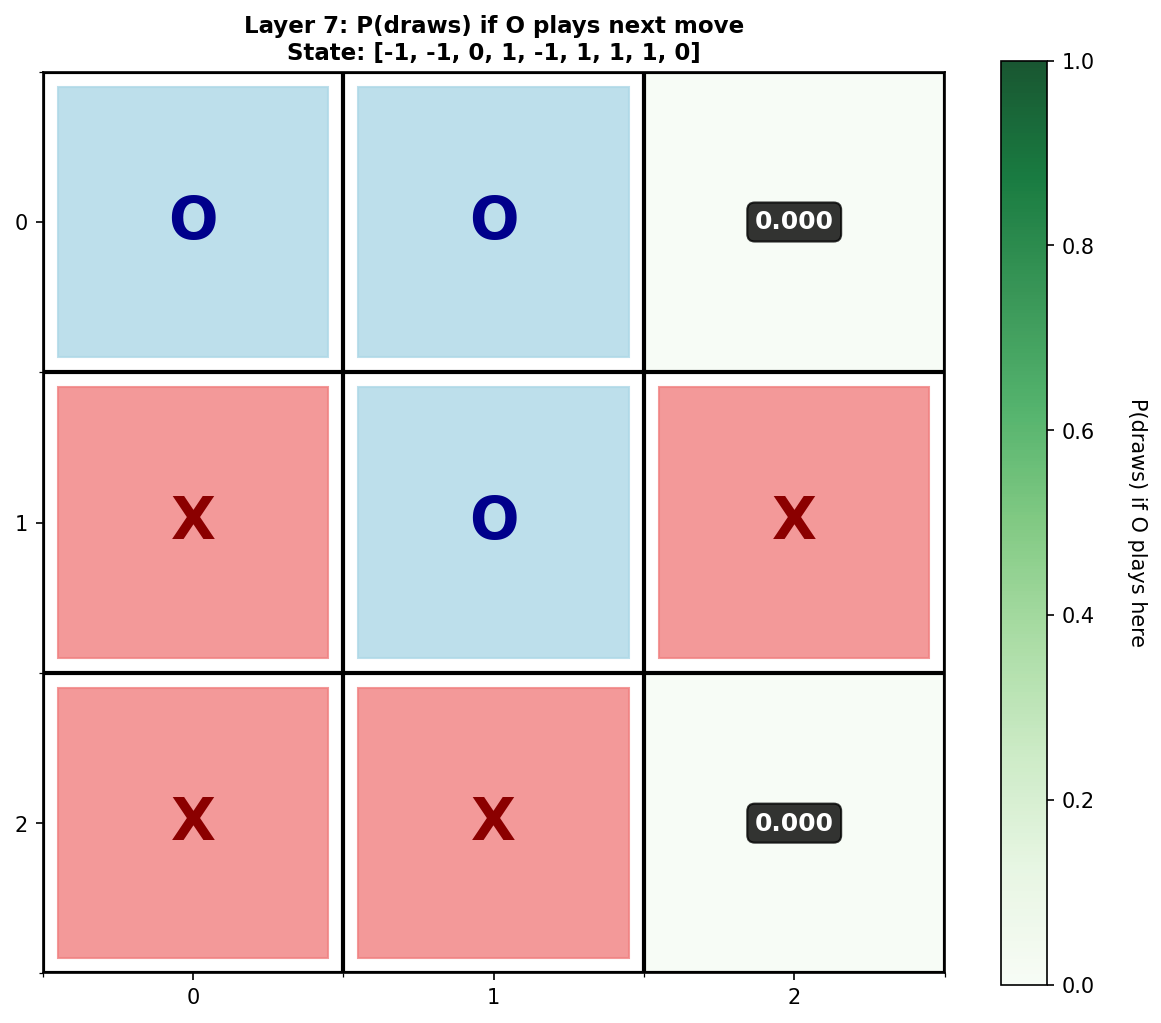 Layer 7: P(draws) if O plays next move
State: [-1, -1, 0, 1, -1, 1, 1, 1, 0]
O O 0.000
X O X
X X 0.000
0
1
2
0 1 2
1.0
0.8
0.6
0.4
0.2
0.0
P(draws) if O plays here